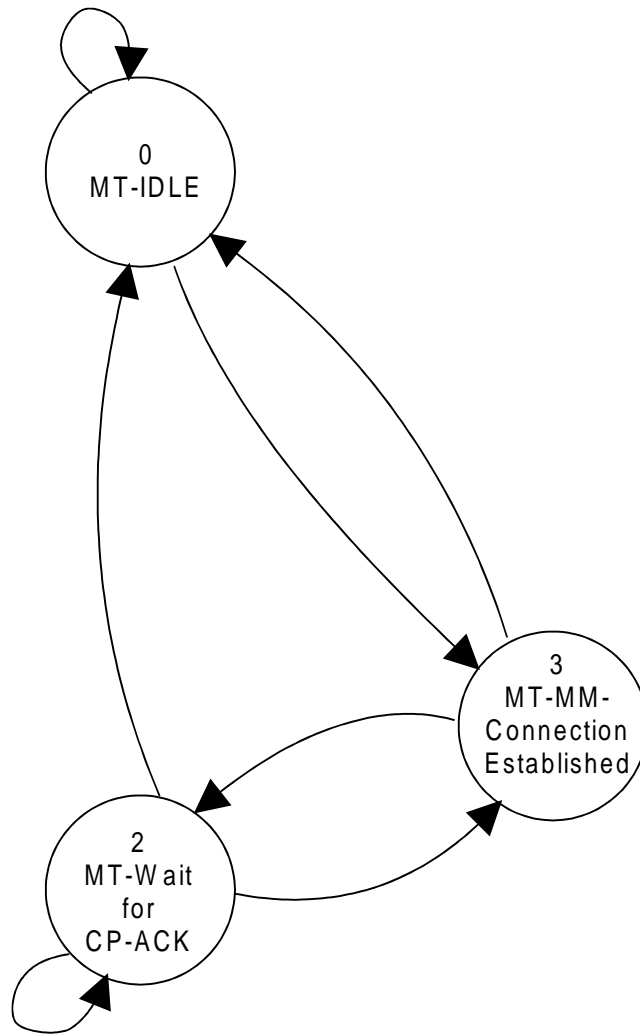 0
MT-IDLE
3
MT-MM-
Connection
Established
2
MT-Wait
for
CP-ACK